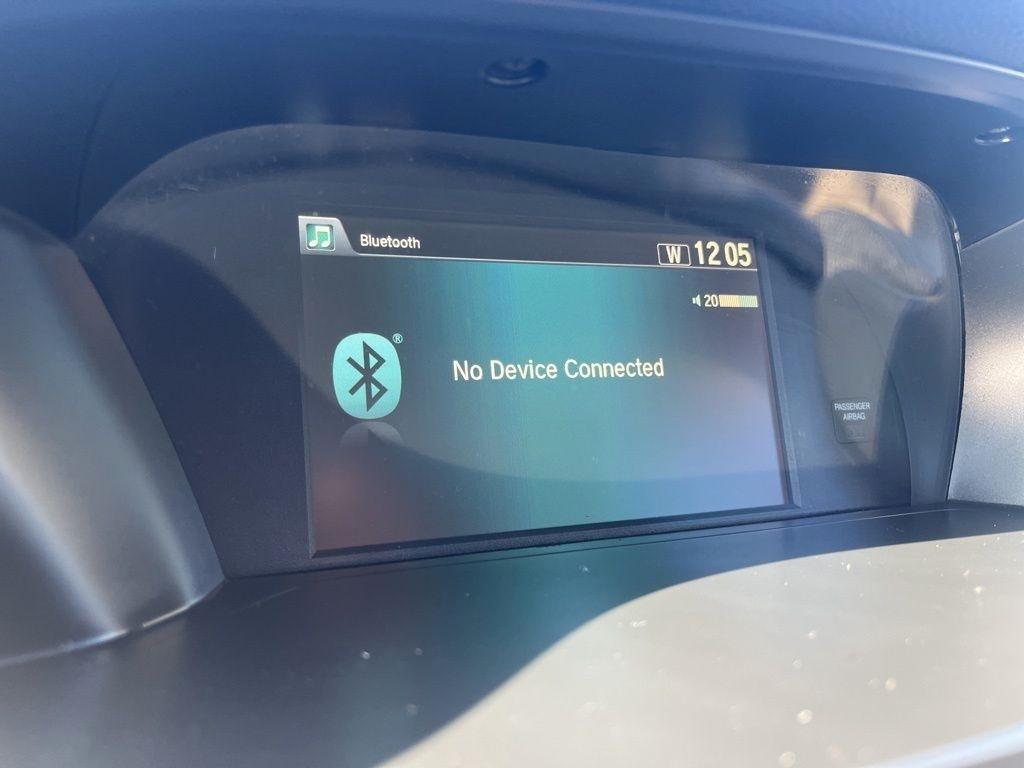 Bluetooth
W 12:05
20
®
No Device Connected
PASSENGER
AIRBAG